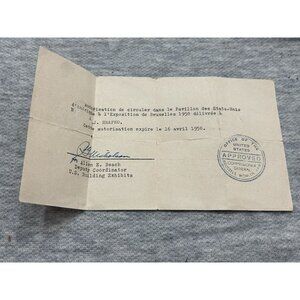 Autorisation de circuler dans le Pavillon des Etats-Unis
à l'Exposition de Bruxelles 1958 délivrée à
SHAPRO.
Cette autorisation expire le 16 avril 1958.
Allen E. Beach
Deputy Coordinator
U.S. Building Exhibits
OFFICE OF THE
UNITED
STATES
APPROVED
COMMISSIONER
GENERAL